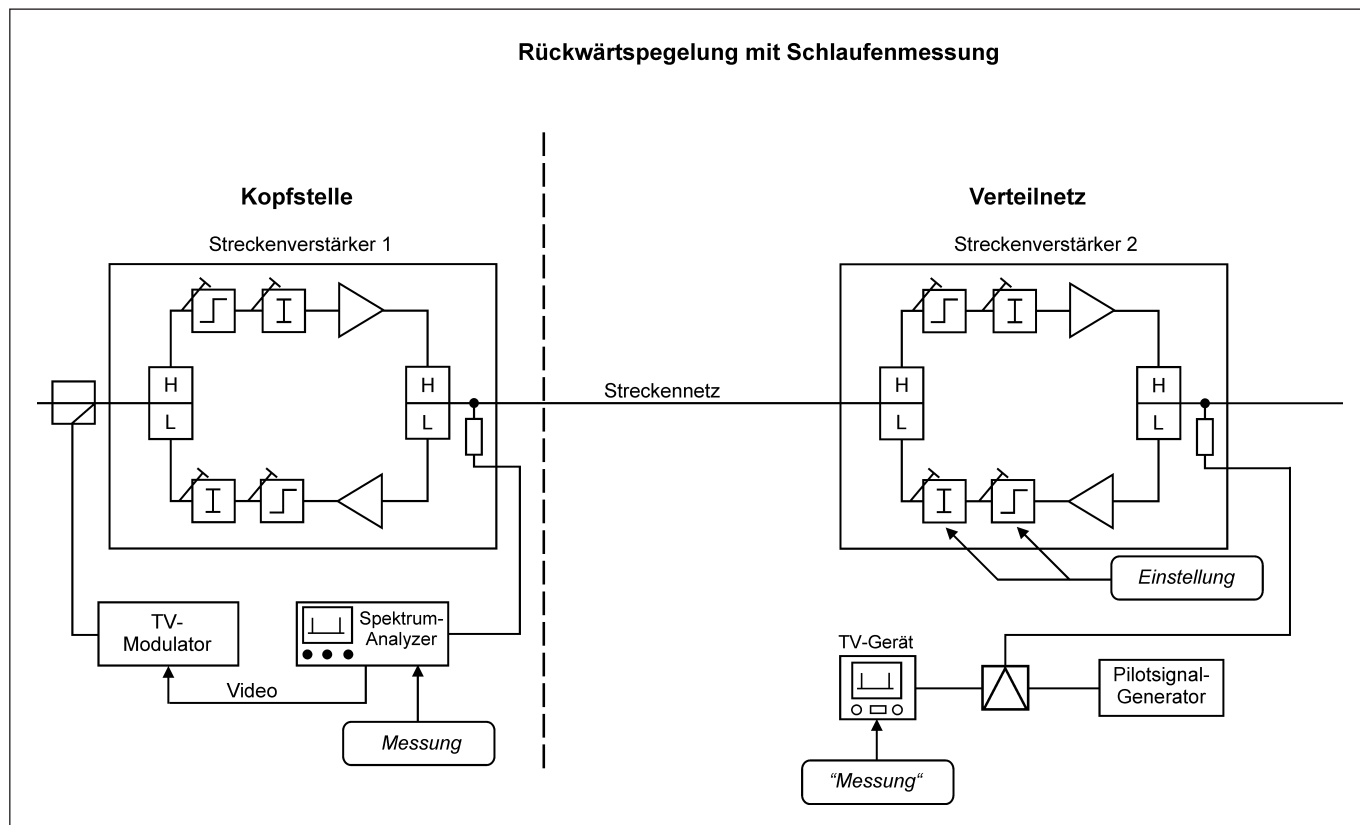 Rückwärtspegelung mit Schlaufenmessung
Kopfstelle
Verteilnetz
Streckenverstärker 1
Streckenverstärker 2
H
L
H
L
Streckennetz
H
L
H
L
TV-
Modulator
Spektrum-
Analyzer
Video
Messung
Einstellung
TV-Gerät
Pilotsignal-
Generator
“Messung“